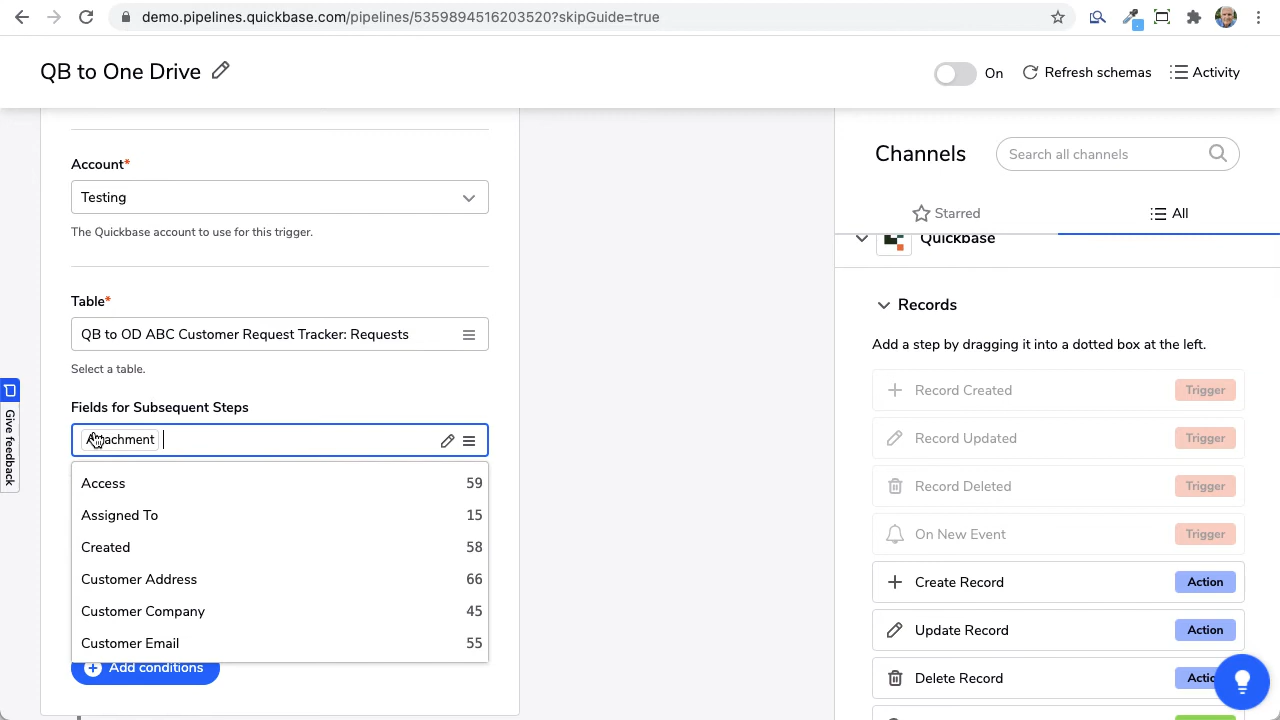 demo.pipelines.quickbase.com/pipelines/5359894516203520?skipGuide=true
QB to One Drive
On
Refresh schemas
Activity
Account*
Testing
The Quickbase account to use for this trigger.
Table*
QB to OD ABC Customer Request Tracker: Requests
Select a table.
Fields for Subsequent Steps
Attachment
Access 59
Assigned To 15
Created 58
Customer Address 66
Customer Company 45
Customer Email 55
Add conditions
Give feedback
Channels
Search all channels
Starred
All
Quickbase
Records
Add a step by dragging it into a dotted box at the left.
Record Created Trigger
Record Updated Trigger
Record Deleted Trigger
On New Event Trigger
Create Record Action
Update Record Action
Delete Record Actio